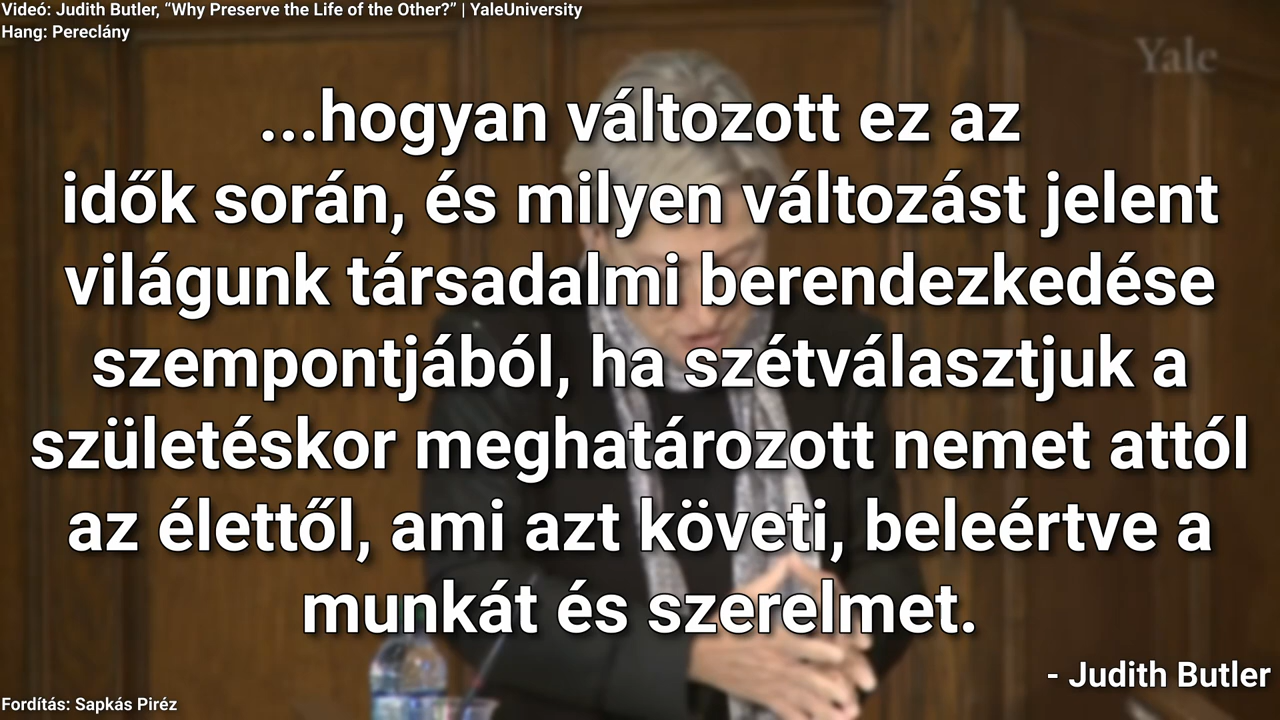 Videó: Judith Butler, “Why Preserve the Life of the Other?” | YaleUniversity
Hang: Pereclány
Yale
...hogyan változott ez az
idők során, és milyen változást jelent
világunk társadalmi berendezkedése
szempontjából, ha szétválasztjuk a
születéskor meghatározott nemet attól
az élettől, ami azt követi, beleértve a
munkát és szerelmet.
- Judith Butler
Fordítás: Sapkás Piréz